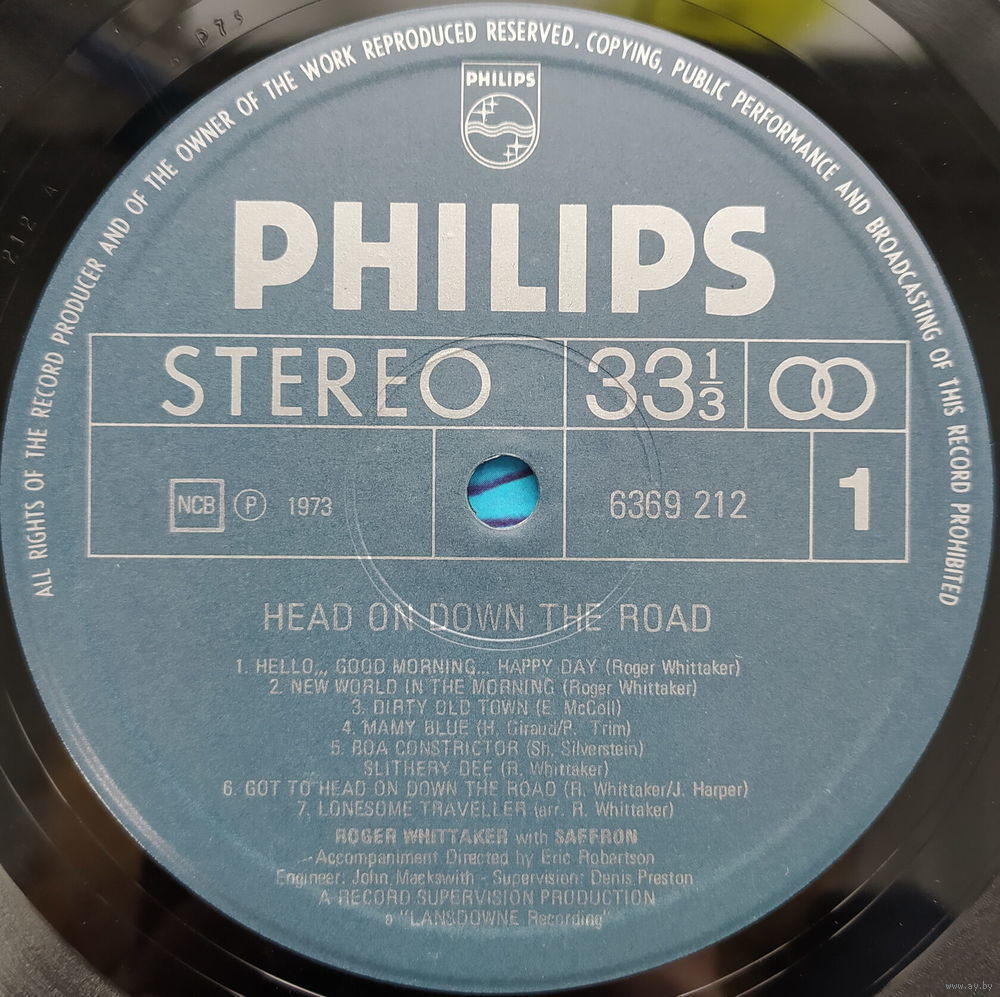 ALL RIGHTS OF THE RECORD PRODUCER AND OF THE OWNER OF THE WORK REPRODUCED RESERVED. COPYING, PUBLIC PERFORMANCE AND BROADCASTING OF THIS RECORD PROHIBITED
PHILIPS
PHILIPS
STEREO 33 1/3
NCB P 1973 6369 212 1
HEAD ON DOWN THE ROAD
1. HELLO,,, GOOD MORNING... HAPPY DAY (Roger Whittaker)
2. NEW WORLD IN THE MORNING (Roger Whittaker)
3. DIRTY OLD TOWN (E. McColl)
4. MAMY BLUE (H. Giraud/P. Trim)
5. BOA CONSTRICTOR (Sh. Silverstein)
SLITHERY DEE (R. Whittaker)
6. GOT TO HEAD ON DOWN THE ROAD (R. Whittaker/J. Harper)
7. LONESOME TRAVELLER (arr. R. Whittaker)
ROGER WHITTAKER with SAFFRON
Accompaniment Directed by Eric Robertson
Engineer: John Mackswith - Supervision: Denis Preston
A RECORD SUPERVISION PRODUCTION
a "LANSDOWNE Recording"
www.ay.by